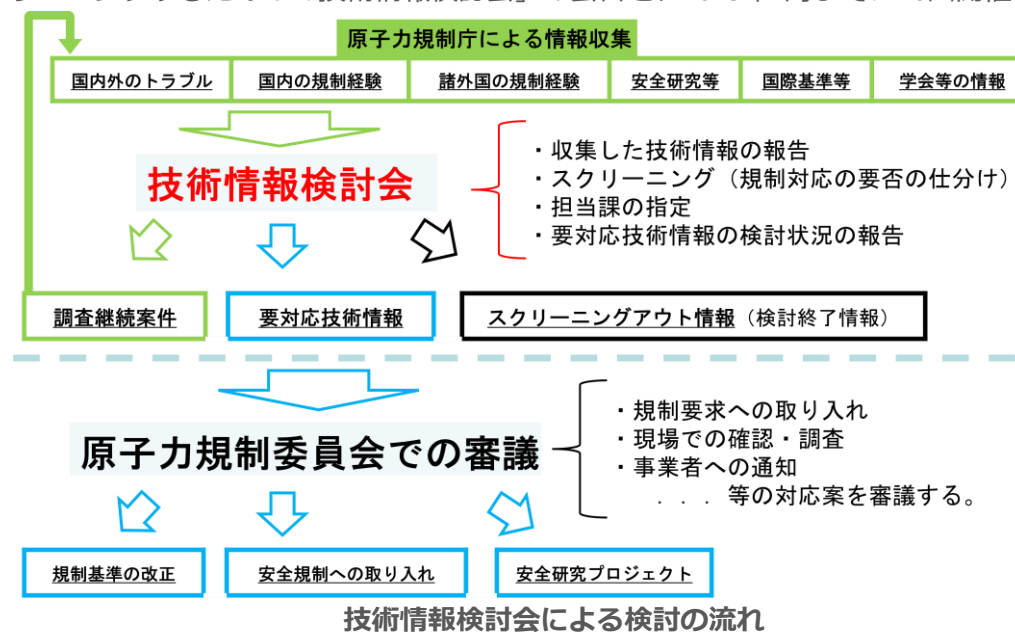 原子力規制庁による情報収集
国内外のトラブル 国内の規制経験 諸外国の規制経験 安全研究等 国際基準等 学会等の情報
技術情報検討会
・収集した技術情報の報告
・スクリーニング（規制対応の要否の仕分け）
・担当課の指定
・要対応技術情報の検討状況の報告
調査継続案件 要対応技術情報 スクリーニングアウト情報（検討終了情報）
原子力規制委員会での審議
・規制要求への取り入れ
・現場での確認・調査
・事業者への通知
．．．等の対応案を審議する。
規制基準の改正 安全規制への取り入れ 安全研究プロジェクト
技術情報検討会による検討の流れ